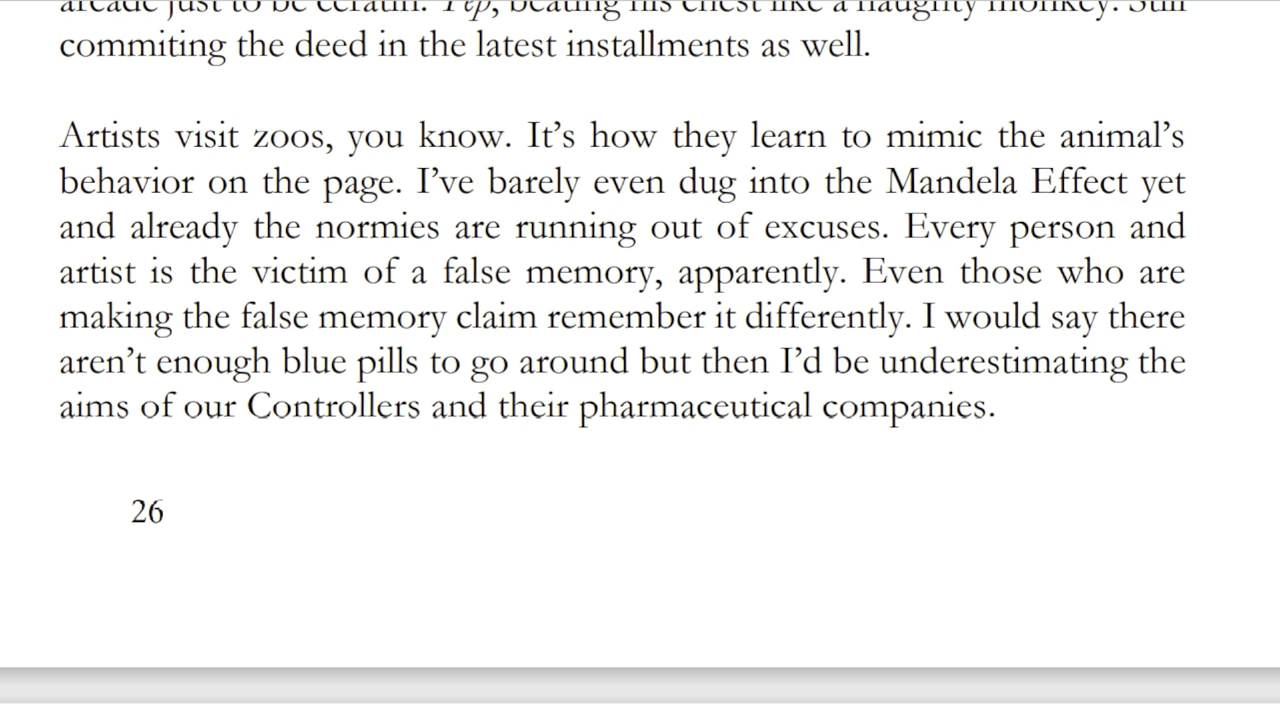 arcade just to be ceratin. Yep, beating his chest like a naughty monkey. Still
commiting the deed in the latest installments as well.
Artists visit zoos, you know. It’s how they learn to mimic the animal’s
behavior on the page. I’ve barely even dug into the Mandela Effect yet
and already the normies are running out of excuses. Every person and
artist is the victim of a false memory, apparently. Even those who are
making the false memory claim remember it differently. I would say there
aren’t enough blue pills to go around but then I’d be underestimating the
aims of our Controllers and their pharmaceutical companies.
26